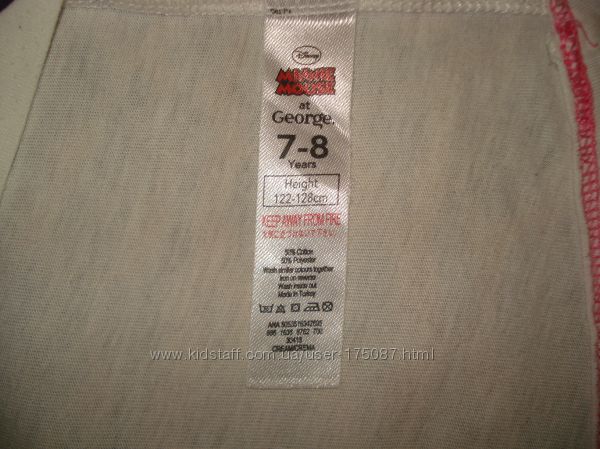 Disney
MINNIE
MOUSE
at
George.
7-8
Years
Height
122-128cm
KEEP AWAY FROM FIRE
50% Cotton
50% Polyester
Wash similar colours together
Iron on reverse
Wash inside out
Made in Turkey
CREAM/CREMA
www.kidstaff.com.ua/user-175087.html